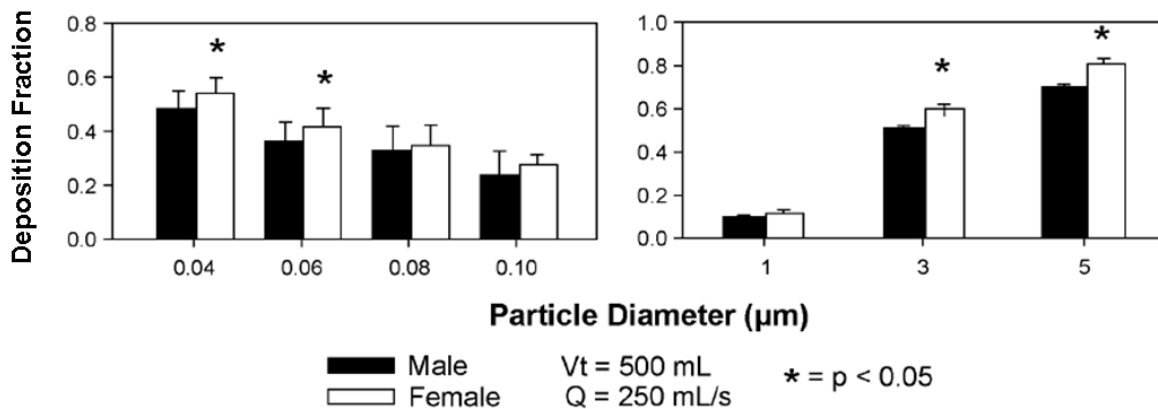 Deposition Fraction
0.8
0.6
0.4
0.2
0.0
*
*
0.04 0.06 0.08 0.10
1.0
0.8
0.6
0.4
0.2
0.0
*
*
1 3 5
Particle Diameter (µm)
Male Vt = 500 mL
Female Q = 250 mL/s
* = p < 0.05